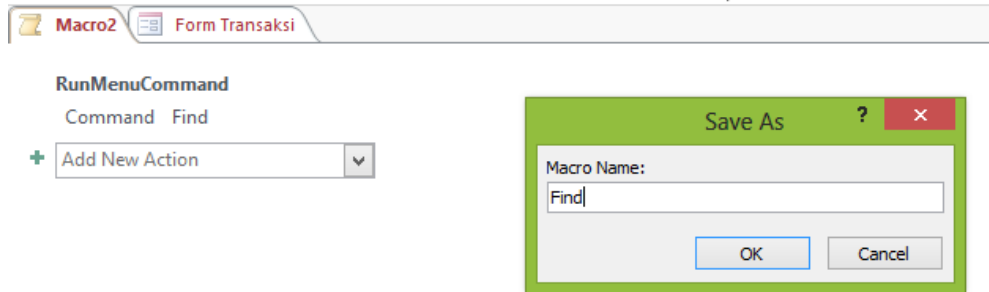 Macro2 Form Transaksi
RunMenuCommand
Command Find
+ Add New Action
Save As ? ×
Macro Name:
Find
OK Cancel